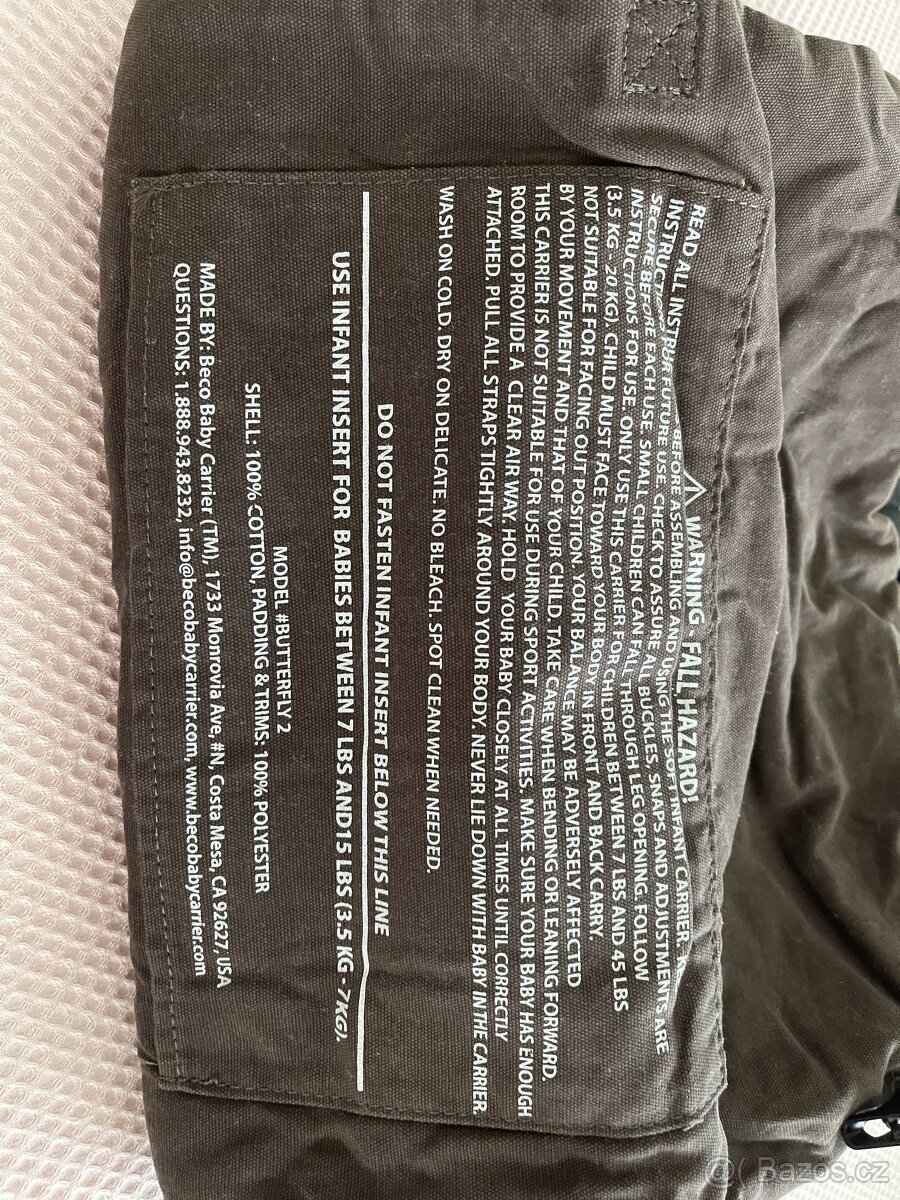 ⚠ WARNING - FALL HAZARD!
READ ALL INSTRUCTIONS BEFORE ASSEMBLING AND USING THE SOFT INFANT CARRIER.
INSTRUCTIONS FOR FUTURE USE. CHECK TO ASSURE ALL BUCKLES, SNAPS AND ADJUSTMENTS ARE
SECURE BEFORE EACH USE. SMALL CHILDREN CAN FALL THROUGH LEG OPENING. FOLLOW
INSTRUCTIONS FOR USE. ONLY USE THIS CARRIER FOR CHILDREN BETWEEN 7 LBS AND 45 LBS
(3.5 KG - 20 KG). CHILD MUST FACE TOWARD YOUR BODY IN FRONT AND BACK CARRY.
NOT SUITABLE FOR FACING OUT POSITION. YOUR BALANCE MAY BE ADVERSELY AFFECTED
BY YOUR MOVEMENT AND THAT OF YOUR CHILD. TAKE CARE WHEN BENDING OR LEANING FORWARD.
THIS CARRIER IS NOT SUITABLE FOR USE DURING SPORT ACTIVITIES. MAKE SURE YOUR BABY HAS ENOUGH
ROOM TO PROVIDE A CLEAR AIR WAY. HOLD YOUR BABY CLOSELY AT ALL TIMES UNTIL CORRECTLY
ATTACHED. PULL ALL STRAPS TIGHTLY AROUND YOUR BODY. NEVER LIE DOWN WITH BABY IN THE CARRIER.
WASH ON COLD. DRY ON DELICATE. NO BLEACH. SPOT CLEAN WHEN NEEDED.
DO NOT FASTEN INFANT INSERT BELOW THIS LINE
USE INFANT INSERT FOR BABIES BETWEEN 7 LBS AND15 LBS (3.5 KG - 7KG).
MODEL #BUTTERFLY 2
SHELL: 100% COTTON, PADDING & TRIMS: 100% POLYESTER
MADE BY: Beco Baby Carrier (TM), 1733 Monrovia Ave, #N, Costa Mesa, CA 92627, USA
QUESTIONS: 1.888.943.8232, info@becobabycarrier.com, www.becobabycarrier.com
Bazoš.cz